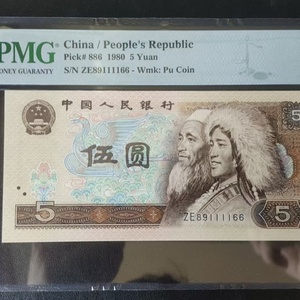 PMG
MONEY GUARANTY
China / People's Republic
Pick# 886 1980 5 Yuan
S/N ZE89111166 - Wmk: Pu Coin
中国人民银行
5
伍圆
5
5
ZE89111166